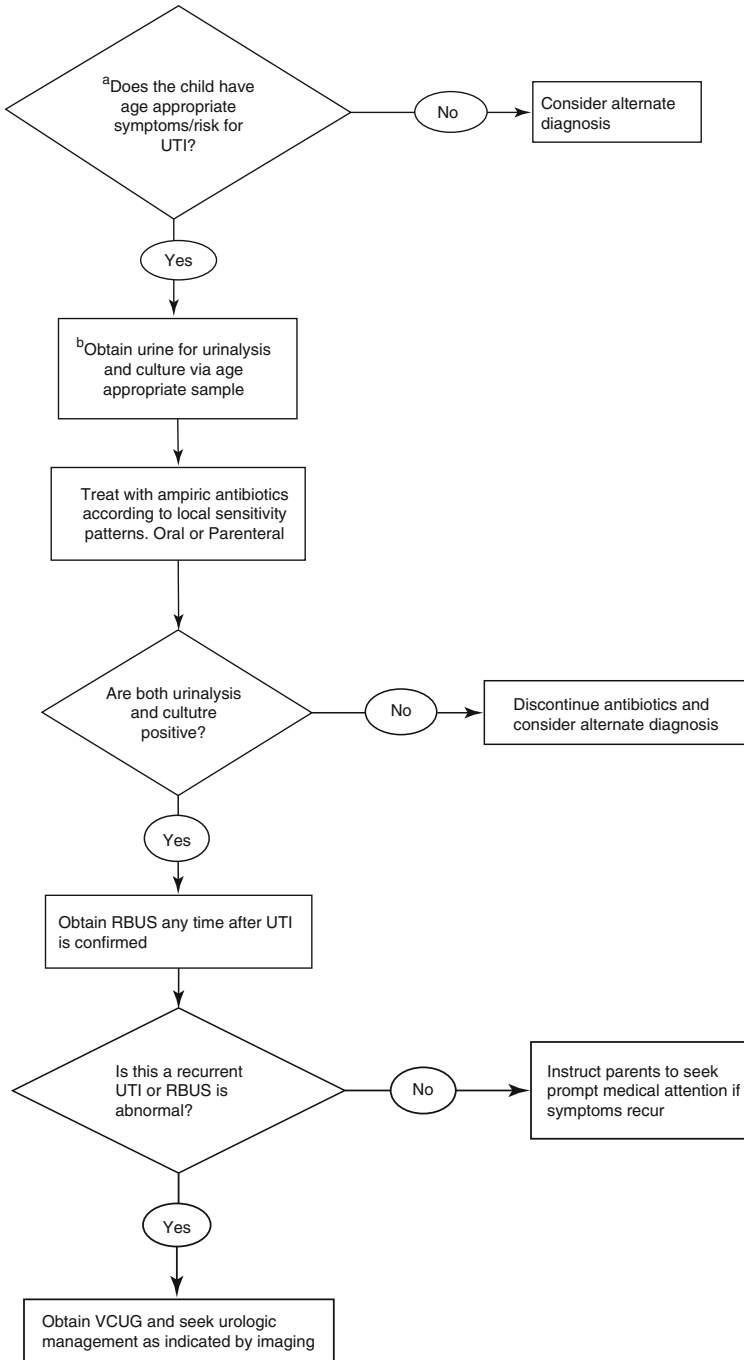 aDoes the child have
age appropriate
symptoms/risk for
UTI?
No
Consider alternate
diagnosis
Yes
bObtain urine for urinalysis
and culture via age
appropriate sample
Treat with ampiric antibiotics
according to local sensitivity
patterns. Oral or Parenteral
Are both urinalysis
and cultutre
positive?
No
Discontinue antibiotics and
consider alternate diagnosis
Yes
Obtain RBUS any time after UTI
is confirmed
Is this a recurrent
UTI or RBUS is
abnormal?
No
Instruct parents to seek
prompt medical attention if
symptoms recur
Yes
Obtain VCUG and seek urologic
management as indicated by imaging